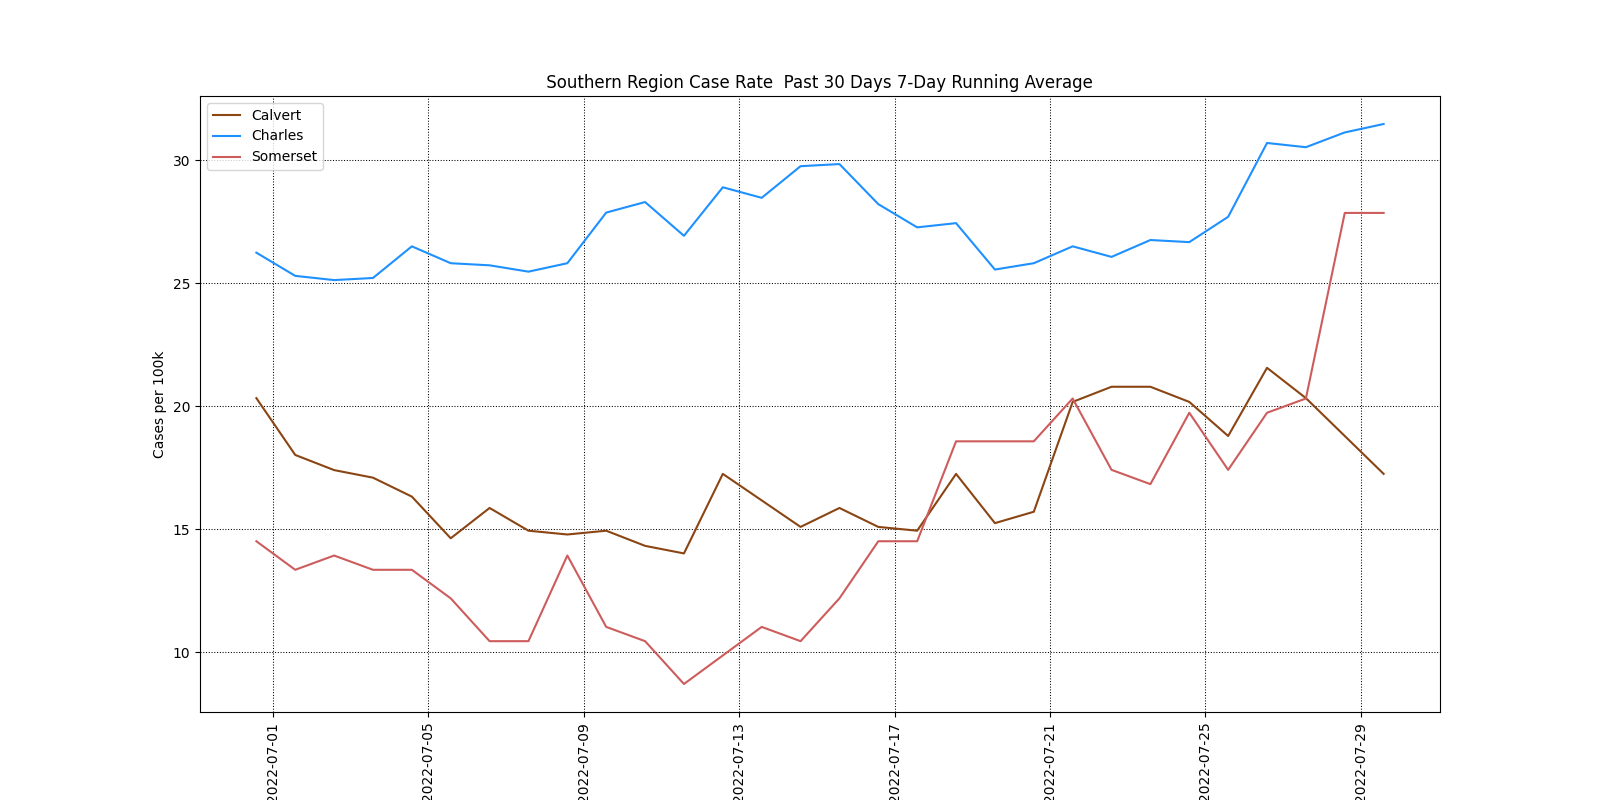 Southern Region Case Rate  Past 30 Days 7-Day Running Average
Calvert
Charles
Somerset
Cases per 100k
30
25
20
15
10
2022-07-01
2022-07-05
2022-07-09
2022-07-13
2022-07-17
2022-07-21
2022-07-25
2022-07-29